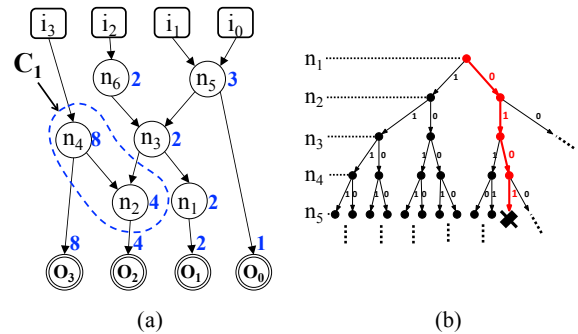 i₃ i₂ i₁ i₀
C₁
n₆ 2 n₅ 3
n₄ 8 n₃ 2
n₂ 4 n₁ 2
8 4 2 1
O₃ O₂ O₁ O₀
(a)
n₁
1 0
n₂
1 0 1 0
n₃
1 0 1 0 1 0
n₄
1 0 1 0 1 0 1 0 1 0
n₅
(b)